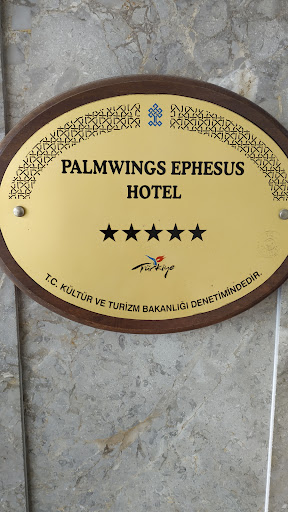 PALMWINGS EPHESUS
HOTEL
★★★★★
Türkiye
T.C. KÜLTÜR VE TURİZM BAKANLIĞI DENETİMİNDEDİR.